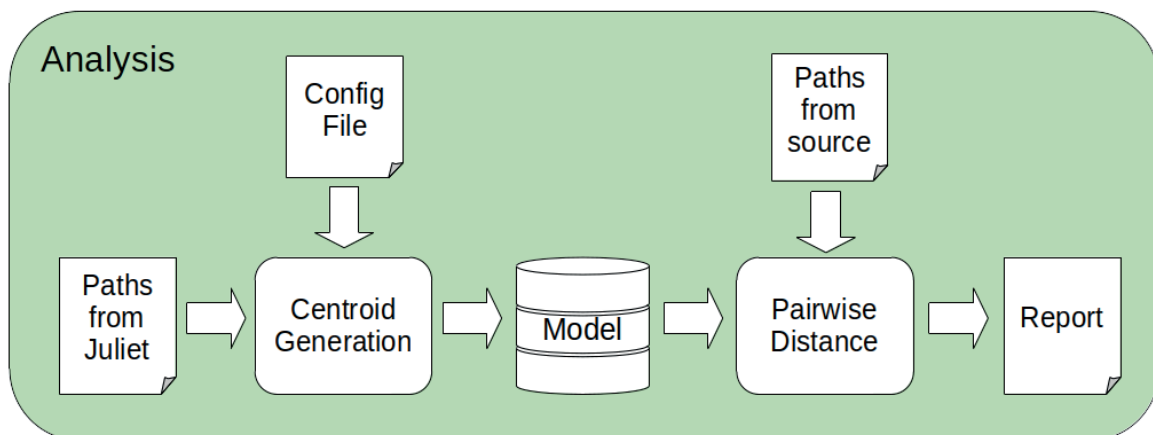 Analysis
Config
File
Paths
from
source
Paths
from
Juliet
Centroid
Generation
Model
Pairwise
Distance
Report